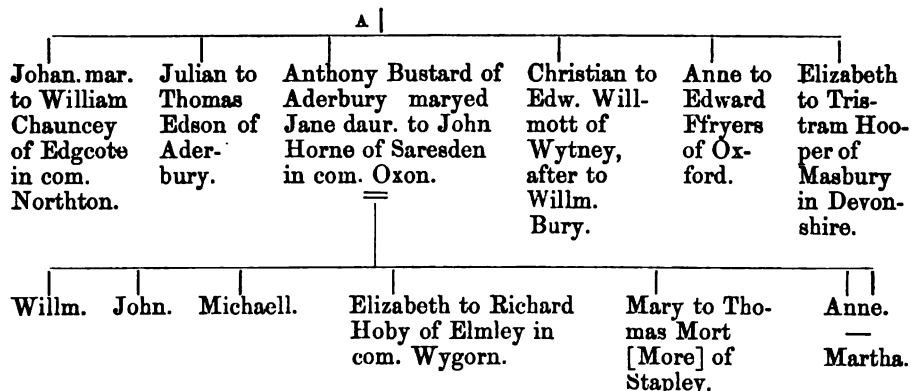 A
Johan. mar.
to William
Chauncey
of Edgcote
in com.
Northton.
Julian to
Thomas
Edson of
Ader-
bury.
Anthony Bustard of
Aderbury maryed
Jane daur. to John
Horne of Saresden
in com. Oxon.
Christian to
Edw. Will-
mott of
Wytney,
after to
Willm.
Bury.
Anne to
Edward
Ffryers
of Ox-
ford.
Elizabeth
to Tris-
tram Hoo-
per of
Masbury
in Devon-
shire.
Willm.
John.
Michaell.
Elizabeth to Richard
Hoby of Elmley in
com. Wygorn.
Mary to Tho-
mas Mort
[More] of
Stapley.
Anne.
—
Martha.